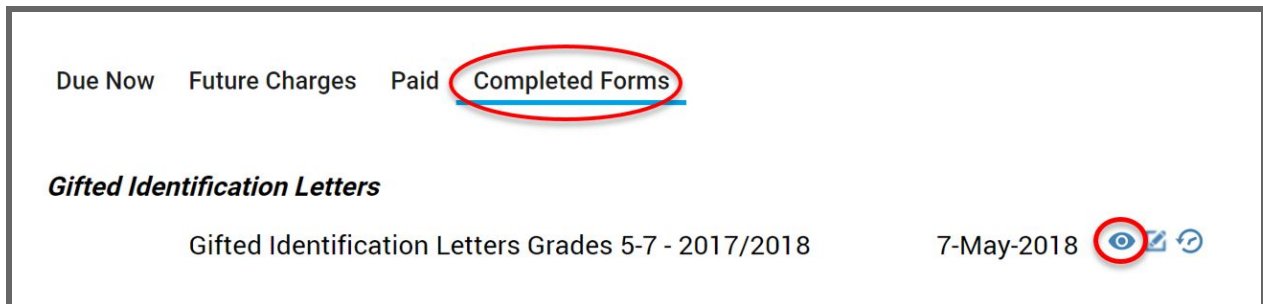 Due Now Future Charges Paid Completed Forms
Gifted Identification Letters
Gifted Identification Letters Grades 5-7 - 2017/2018 7-May-2018